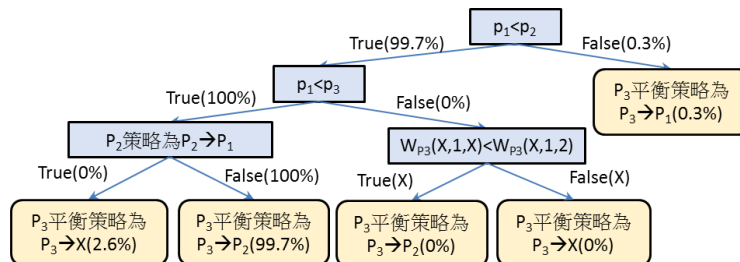 p₁<p₂
True(99.7%)
False(0.3%)
p₁<p₃
P₃平衡策略為
P₃→P₁(0.3%)
True(100%)
False(0%)
P₂策略為P₂→P₁
W_P3(X,1,X)<W_P3(X,1,2)
True(0%)
False(100%)
True(X)
False(X)
P₃平衡策略為
P₃→X(2.6%)
P₃平衡策略為
P₃→P₂(99.7%)
P₃平衡策略為
P₃→P₂(0%)
P₃平衡策略為
P₃→X(0%)